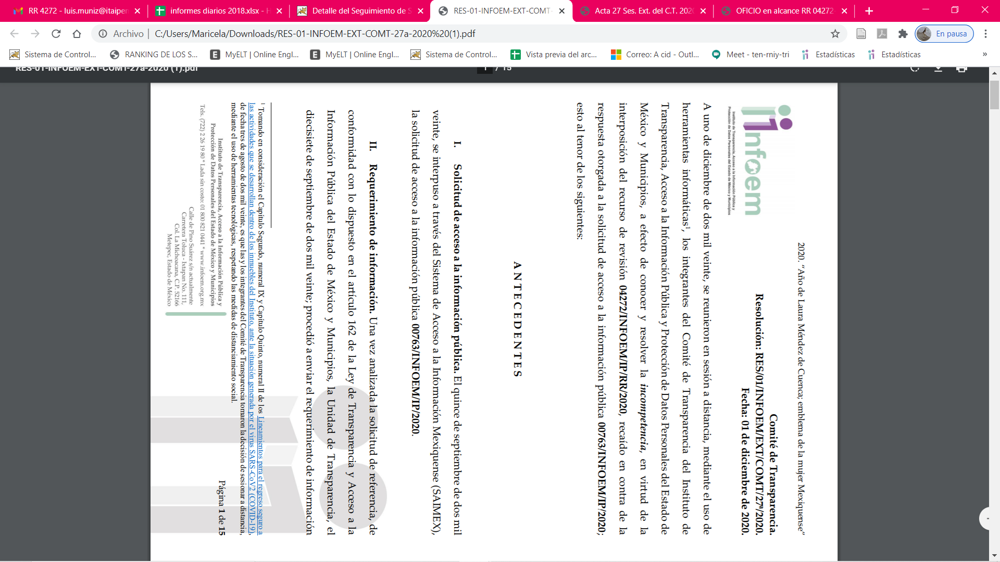 RR 4272 - luis.muniz@itaipen
informes diarios 2018.xlsx - H
Detalle del Seguimiento de S
RES-01-INFOEM-EXT-COMT-
Acta 27 Ses. Ext. del C.T. 2020
OFICIO en alcance RR 04272-
Archivo | C:/Users/Maricela/Downloads/RES-01-INFOEM-EXT-COMT-27a-2020%20(1).pdf
En pausa
Sistema de Control...
RANKING DE LOS S...
MyELT | Online Engl...
MyELT | Online Engl...
Sistema de Control...
Vista previa del arc...
Correo: A cid - Outl...
Meet - ten-rniy-tri
Estadísticas
Estadísticas
»
RES-01-INFOEM-EXT-COMT-27a-2020 (1).pdf
1 / 15
infoem
Instituto de Transparencia, Acceso a la Información Pública y
Protección de Datos Personales del Estado de México y Municipios
2020. “Año de Laura Méndez de Cuenca; emblema de la mujer Mexiquense”
Comité de Transparencia.
Resolución: RES/01/INFOEM/EXT/COMT/27ª/2020.
Fecha: 01 de diciembre de 2020.
A uno de diciembre de dos mil veinte, se reunieron en sesión a distancia, mediante el uso de
herramientas informáticas¹, los integrantes del Comité de Transparencia del Instituto de
Transparencia, Acceso a la Información Pública y Protección de Datos Personales del Estado de
México y Municipios, a efecto de conocer y resolver la incompetencia, en virtud de la
interposición del recurso de revisión 04272/INFOEM/IP/RR/2020, recaído en contra de la
respuesta otorgada a la solicitud de acceso a la información pública 00763/INFOEM/IP/2020;
esto al tenor de los siguientes:
A N T E C E D E N T E S
I. Solicitud de acceso a la información pública. El quince de septiembre de dos mil
veinte, se interpuso a través del Sistema de Acceso a la Información Mexiquense (SAIMEX),
la solicitud de acceso a la información pública 00763/INFOEM/IP/2020.
II. Requerimiento de información. Una vez analizada la solicitud de referencia, de
conformidad con lo dispuesto en el artículo 162 de la Ley de Transparencia y Acceso a la
Información Pública del Estado de México y Municipios, la Unidad de Transparencia, el
diecisiete de septiembre de dos mil veinte; procedió a enviar el requerimiento de información
¹ Tomando en consideración el Capítulo Segundo, numeral IX y Capítulo Quinto, numeral II de los Lineamientos para el regreso seguro a
las actividades que se desarrollan dentro de los inmuebles del Instituto, ante la situación generada por el virus SARS-CoV2 (COVID-19),
de fecha tres de agosto de dos mil veinte, es que las y los integrantes del Comité de Transparencia tomaron la decisión de sesionar a distancia,
mediante el uso de herramientas tecnológicas, respetando las medidas de distanciamiento social.
Instituto de Transparencia, Acceso a la Información Pública y
Protección de Datos Personales del Estado de México y Municipios
Tels. (722) 2 26 19 80 * Lada sin costo: 01 800 821 0441 * www.infoem.org.mx
Calle de Pino Suárez s/n actualmente
Carretera Toluca - Ixtapan No. 111,
Col. La Michoacana, C.P. 52166
Metepec, Estado de México
Página 1 de 15